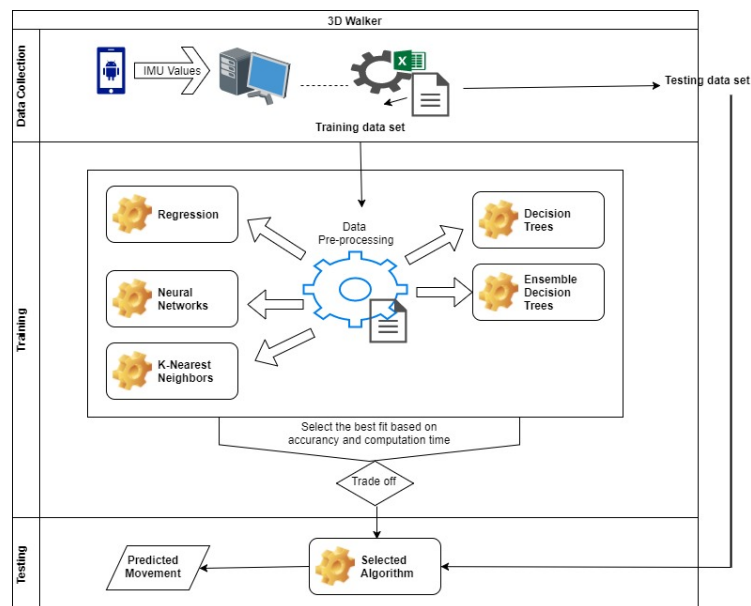 3D Walker
Data Collection
IMU Values
X
Training data set
Testing data set
Training
Data
Pre-processing
Regression
Neural
Networks
K-Nearest
Neighbors
Decision
Trees
Ensemble
Decision
Trees
Select the best fit based on
accurancy and computation time
Trade off
Testing
Predicted
Movement
Selected
Algorithm